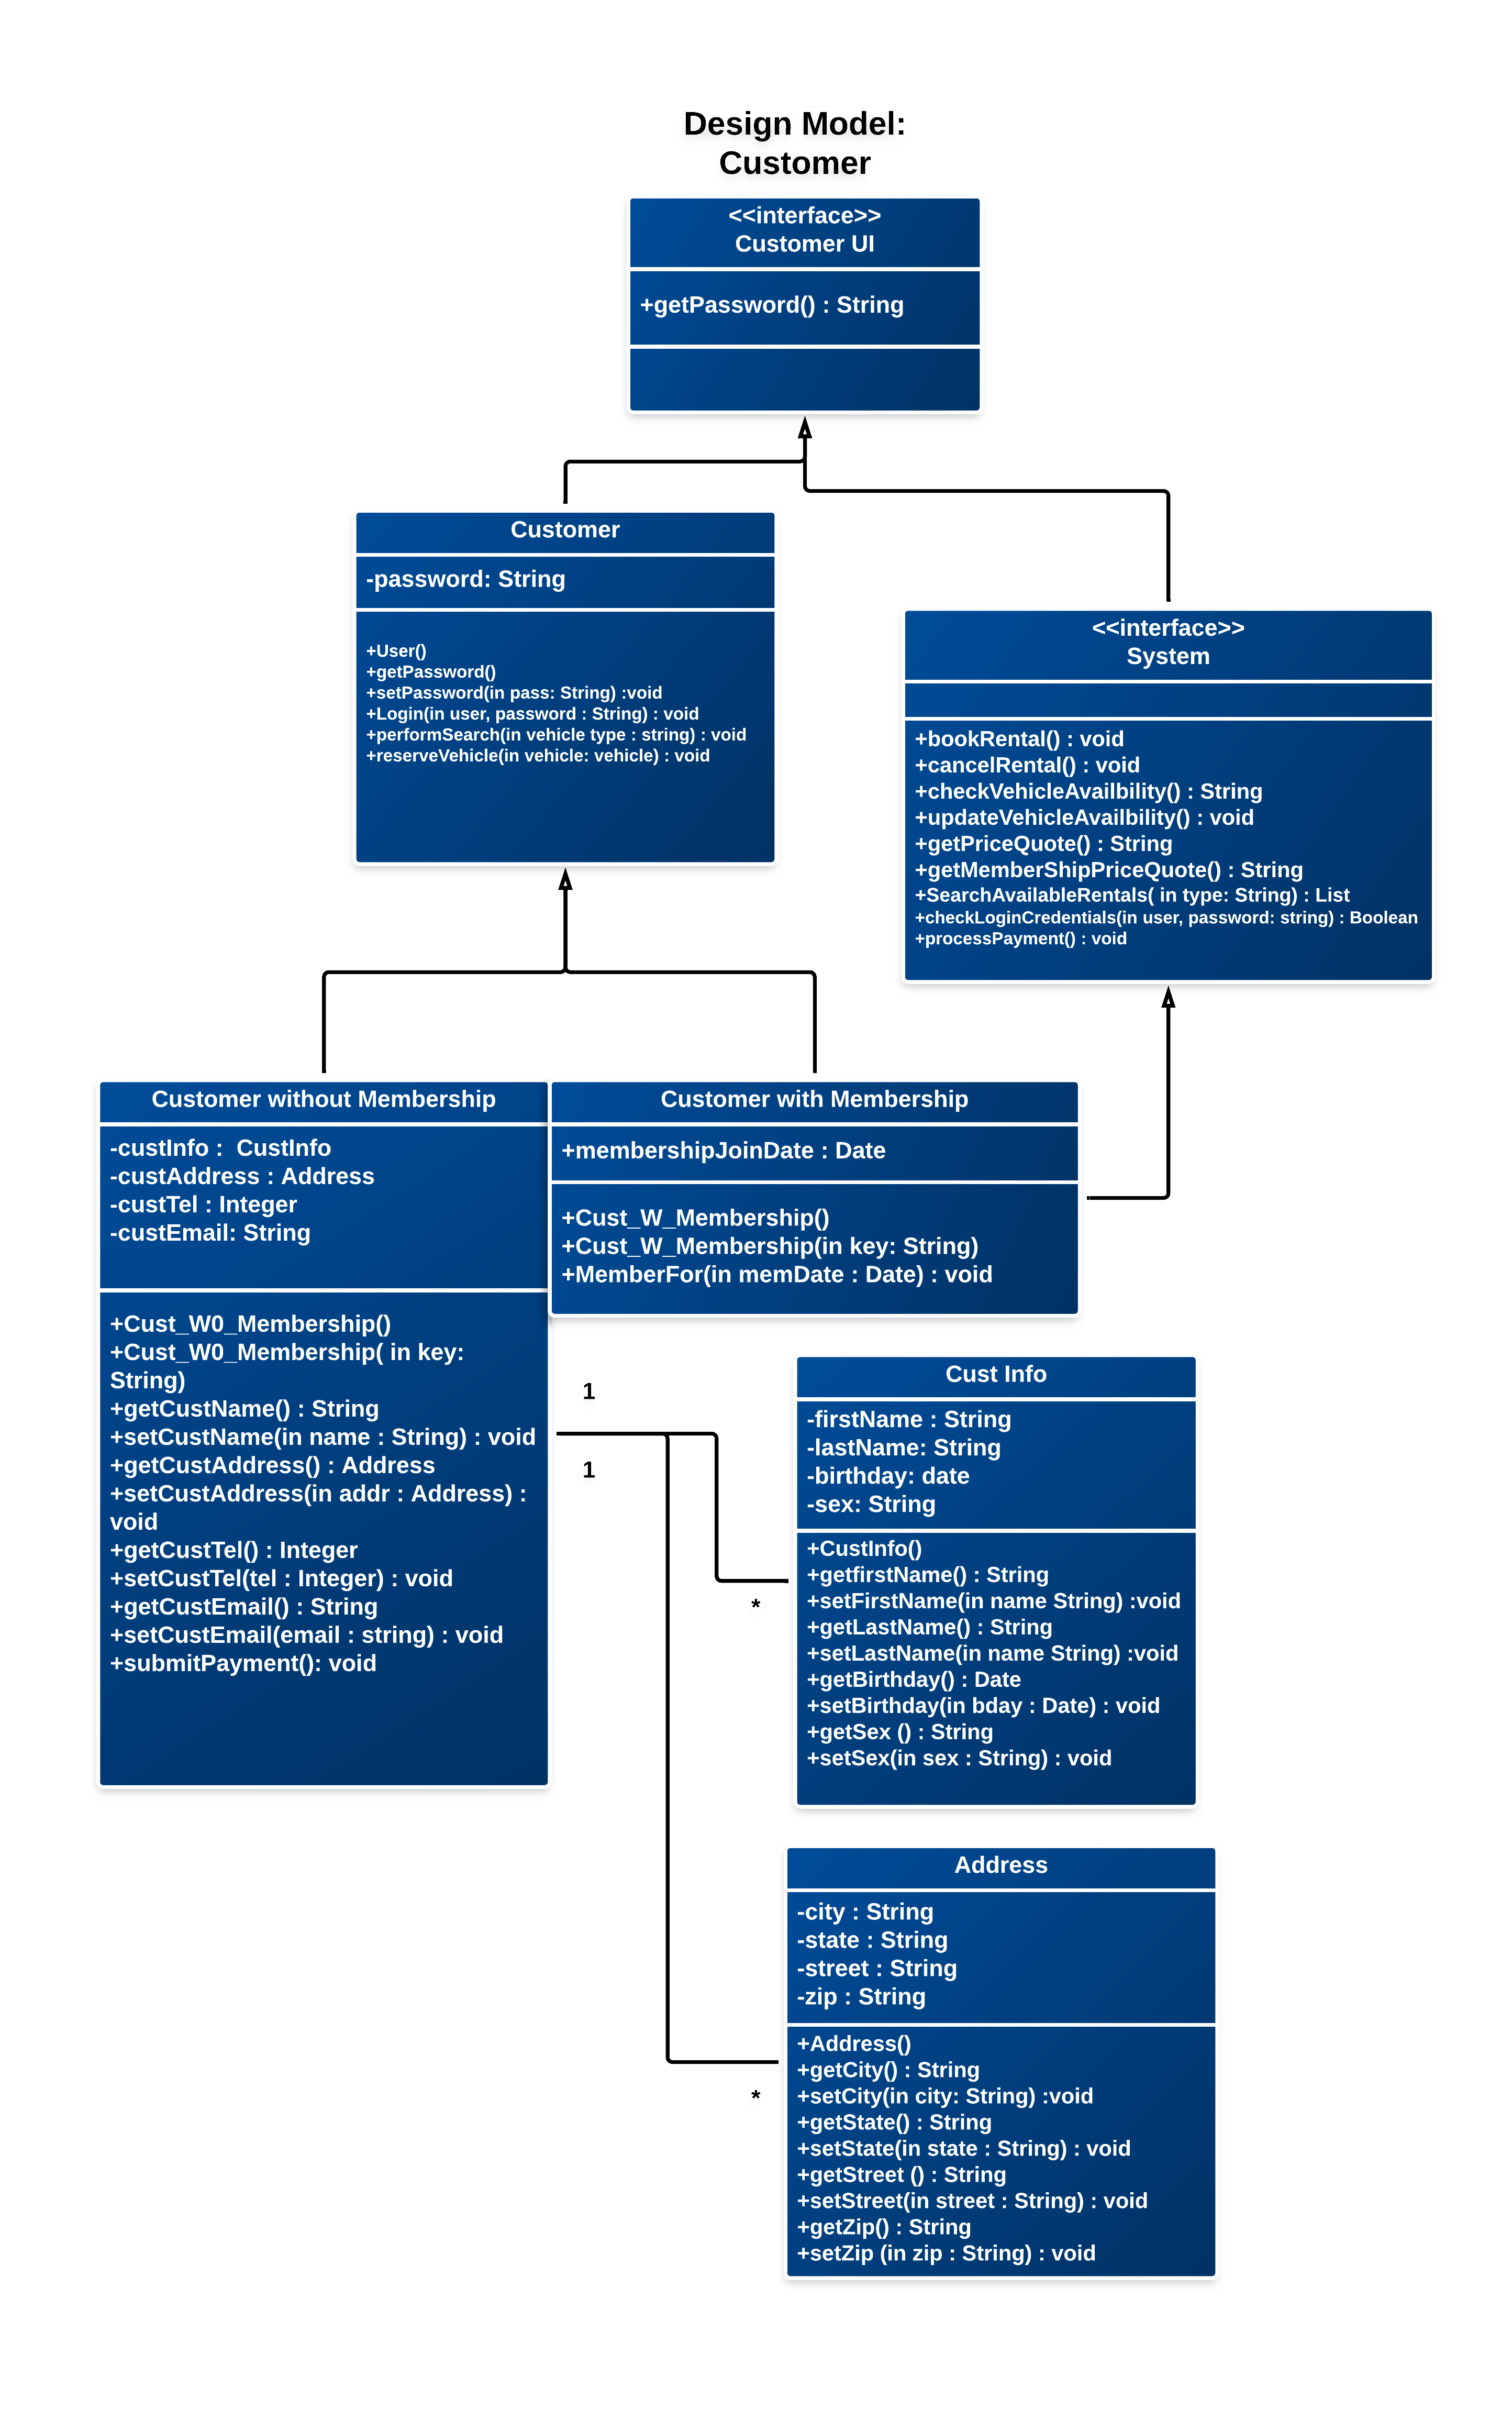 Design Model:
Customer
<<interface>>
Customer UI
+getPassword() : String
Customer
-password: String
+User()
+getPassword()
+setPassword(in pass: String) :void
+Login(in user, password : String) : void
+performSearch(in vehicle type : string) : void
+reserveVehicle(in vehicle: vehicle) : void
<<interface>>
System
+bookRental() : void
+cancelRental() : void
+checkVehicleAvailbility() : String
+updateVehicleAvailbility() : void
+getPriceQuote() : String
+getMemberShipPriceQuote() : String
+SearchAvailableRentals( in type: String) : List
+checkLoginCredentials(in user, password: string) : Boolean
+processPayment() : void
Customer without Membership
-custInfo :  CustInfo
-custAddress : Address
-custTel : Integer
-custEmail: String
+Cust_W0_Membership()
+Cust_W0_Membership( in key:
String)
+getCustName() : String
+setCustName(in name : String) : void
+getCustAddress() : Address
+setCustAddress(in addr : Address) :
void
+getCustTel() : Integer
+setCustTel(tel : Integer) : void
+getCustEmail() : String
+setCustEmail(email : string) : void
+submitPayment(): void
Customer with Membership
+membershipJoinDate : Date
+Cust_W_Membership()
+Cust_W_Membership(in key: String)
+MemberFor(in memDate : Date) : void
1
1
*
*
Cust Info
-firstName : String
-lastName: String
-birthday: date
-sex: String
+CustInfo()
+getfirstName() : String
+setFirstName(in name String) :void
+getLastName() : String
+setLastName(in name String) :void
+getBirthday() : Date
+setBirthday(in bday : Date) : void
+getSex () : String
+setSex(in sex : String) : void
Address
-city : String
-state : String
-street : String
-zip : String
+Address()
+getCity() : String
+setCity(in city: String) :void
+getState() : String
+setState(in state : String) : void
+getStreet () : String
+setStreet(in street : String) : void
+getZip() : String
+setZip (in zip : String) : void